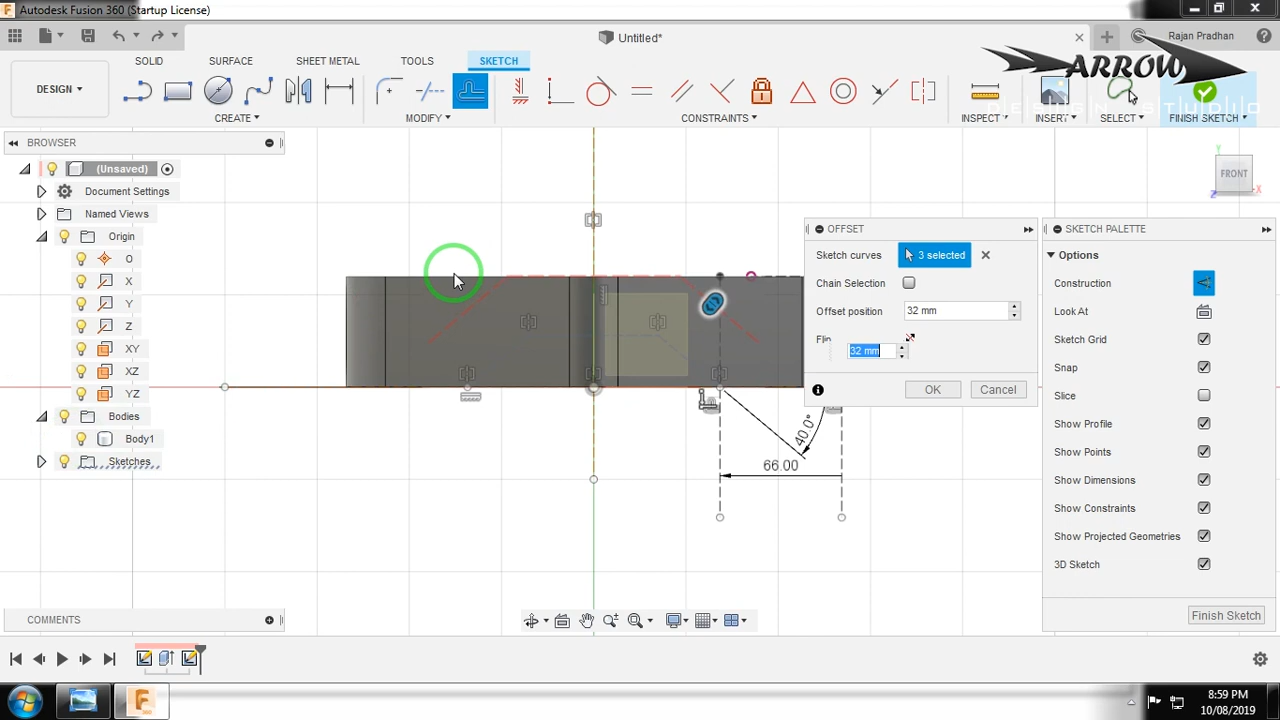 Autodesk Fusion 360 (Startup License)
Untitled*
Rajan Pradhan
ARROW
DESIGN STUDIO
SOLID SURFACE SHEET METAL TOOLS SKETCH
DESIGN
CREATE MODIFY CONSTRAINTS INSPECT INSERT SELECT FINISH SKETCH
BROWSER
(Unsaved)
Document Settings
Named Views
Origin
O
X
Y
Z
XY
XZ
YZ
Bodies
Body1
Sketches
Y
FRONT
X
Z
OFFSET
Sketch curves 3 selected
Chain Selection
Offset position 32 mm
Flip
32 mm
OK Cancel
SKETCH PALETTE
Options
Construction
Look At
Sketch Grid
Snap
Slice
Show Profile
Show Points
Show Dimensions
Show Constraints
Show Projected Geometries
3D Sketch
Finish Sketch
40.0°
66.00
COMMENTS
8:59 PM
10/08/2019